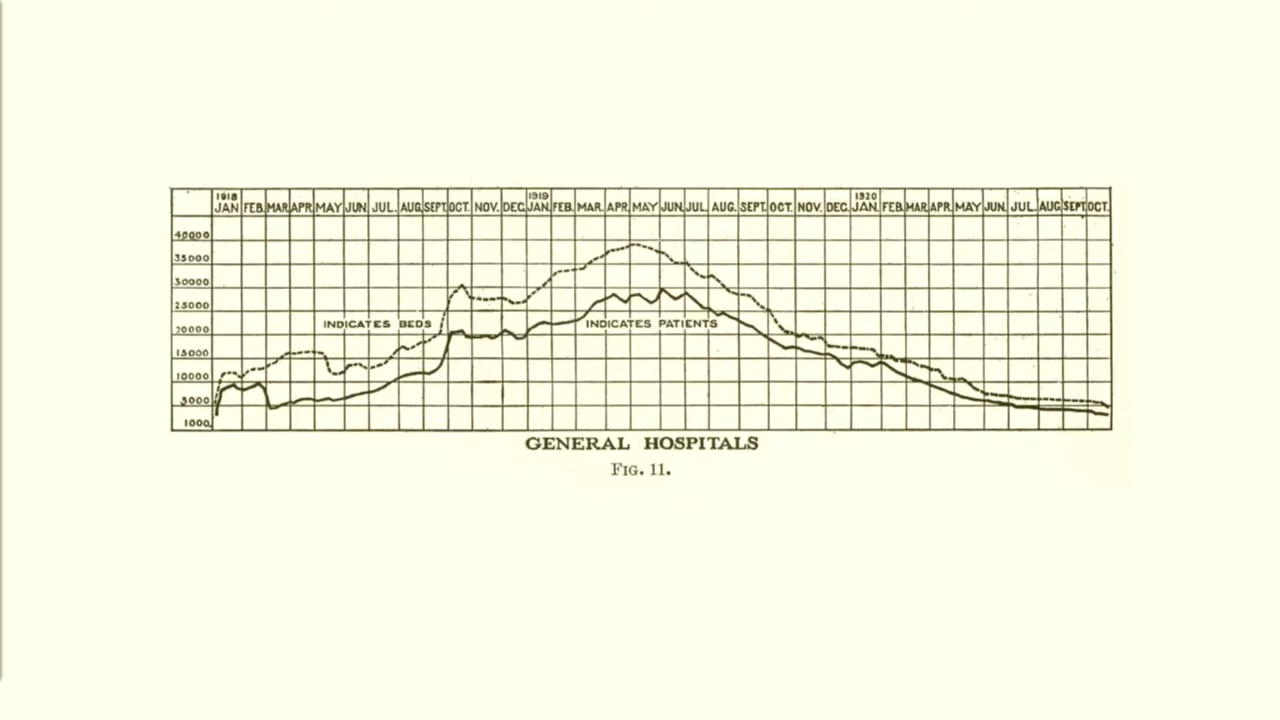 1918 1919 1920
JAN. FEB. MAR. APR. MAY JUN. JUL. AUG. SEPT. OCT. NOV. DEC. JAN. FEB. MAR. APR. MAY JUN. JUL. AUG. SEPT. OCT. NOV. DEC. JAN. FEB. MAR. APR. MAY JUN. JUL. AUG. SEPT. OCT.
40000
35000
30000
25000
INDICATES BEDS INDICATES PATIENTS
20000
15000
10000
5000
1000
GENERAL HOSPITALS
FIG. 11.